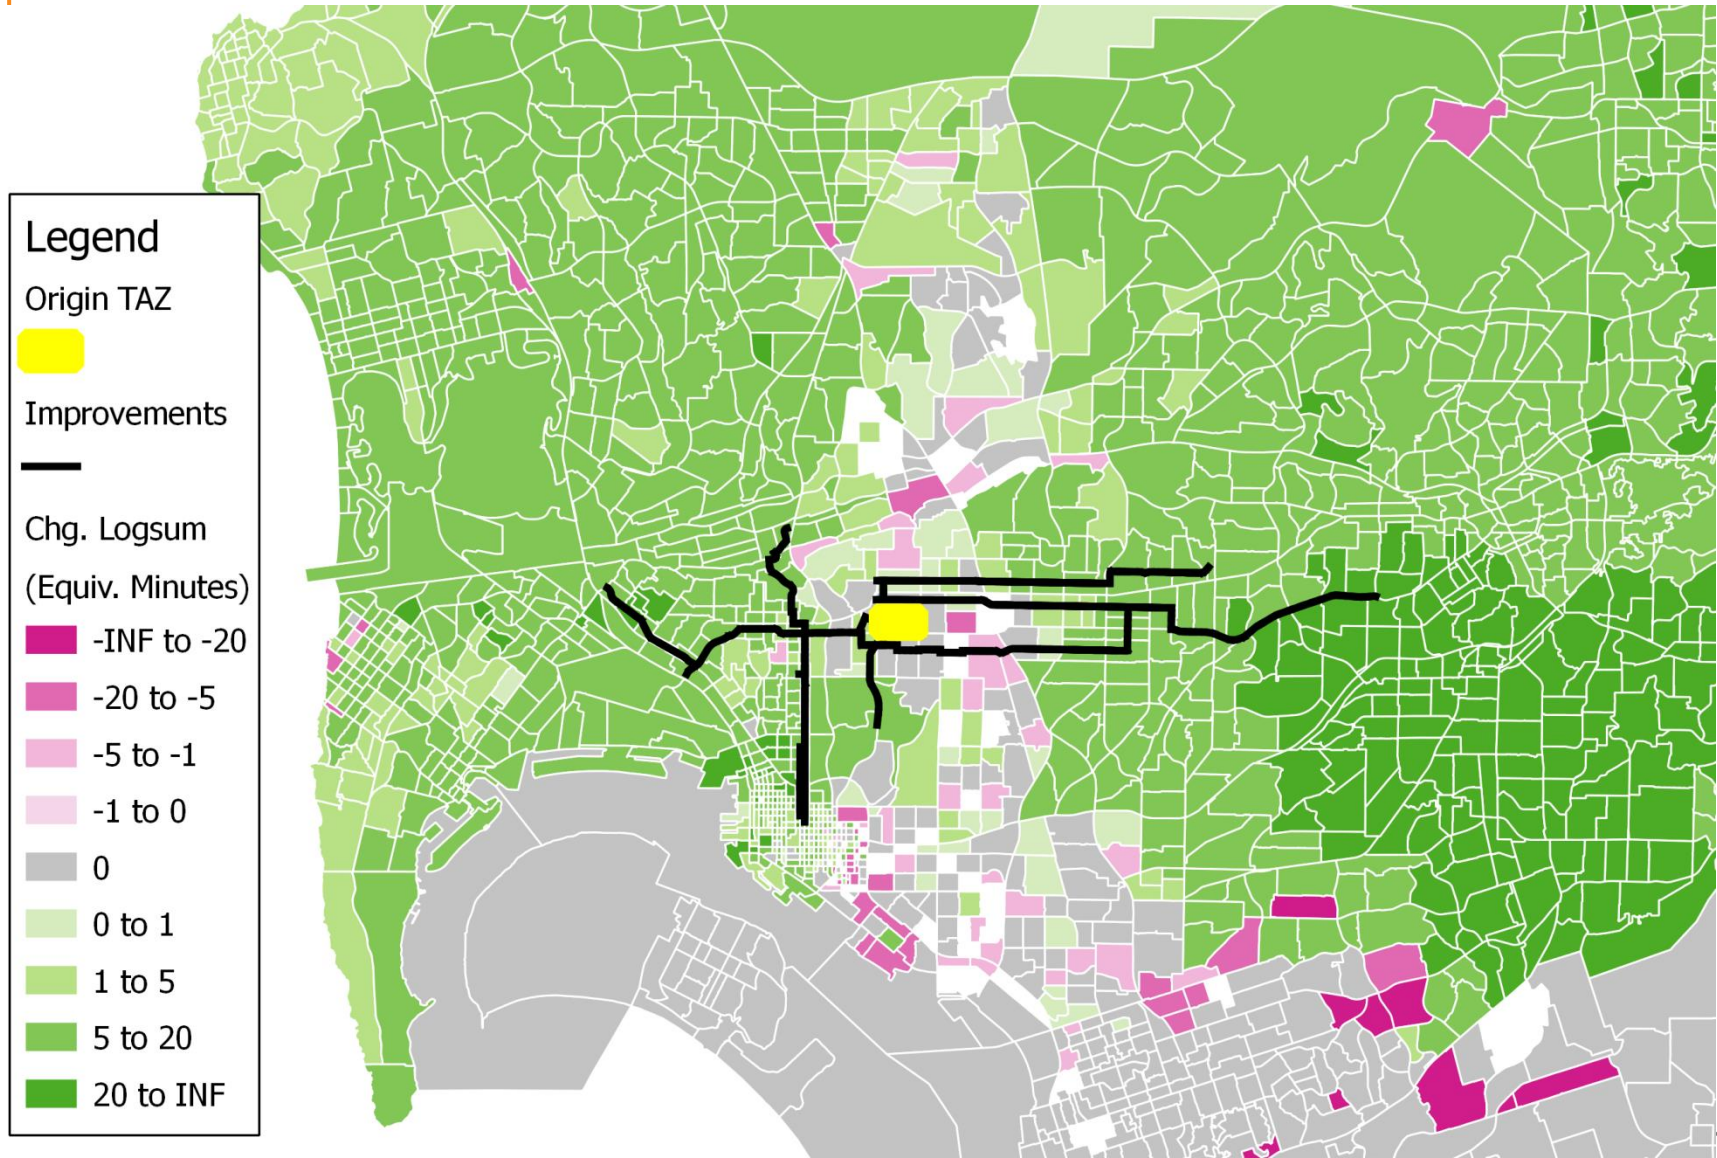 Legend
Origin TAZ
Improvements
Chg. Logsum
(Equiv. Minutes)
-INF to -20
-20 to -5
-5 to -1
-1 to 0
0
0 to 1
1 to 5
5 to 20
20 to INF